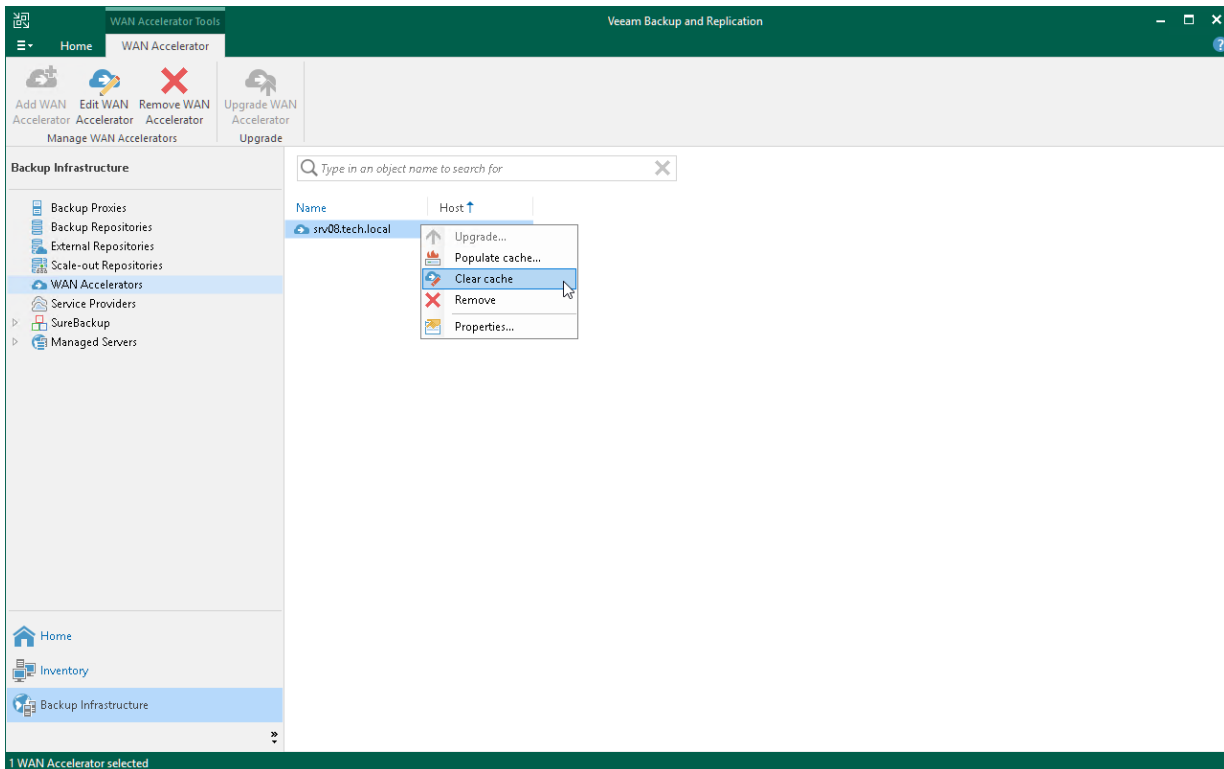 WAN Accelerator Tools
Veeam Backup and Replication
Home
WAN Accelerator
Add WAN Accelerator
Edit WAN Accelerator
Remove WAN Accelerator
Upgrade WAN Accelerator
Manage WAN Accelerators
Upgrade
Backup Infrastructure
Backup Proxies
Backup Repositories
External Repositories
Scale-out Repositories
WAN Accelerators
Service Providers
SureBackup
Managed Servers
Home
Inventory
Backup Infrastructure
Type in an object name to search for
Name
Host
srv08.tech.local
Upgrade...
Populate cache...
Clear cache
Remove
Properties...
1 WAN Accelerator selected